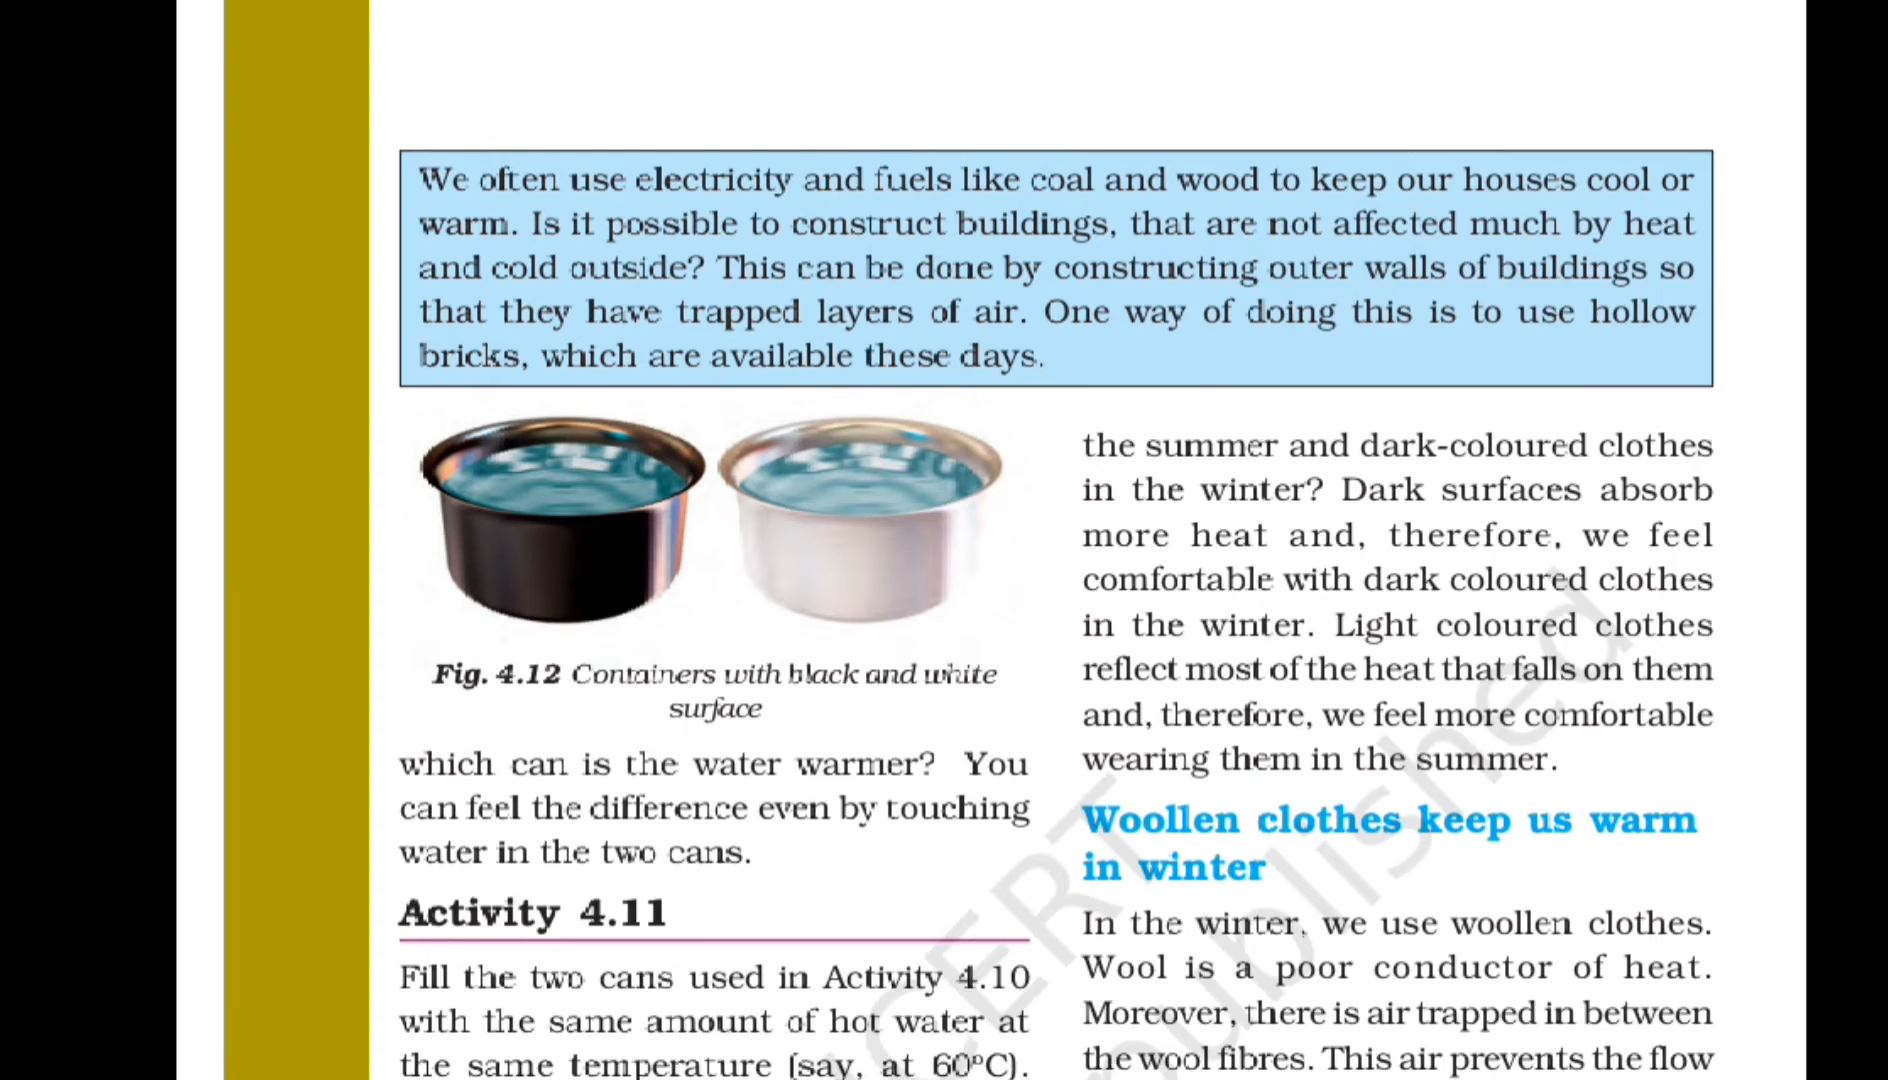 We often use electricity and fuels like coal and wood to keep our houses cool or
warm. Is it possible to construct buildings, that are not affected much by heat
and cold outside? This can be done by constructing outer walls of buildings so
that they have trapped layers of air. One way of doing this is to use hollow
bricks, which are available these days.
Fig. 4.12 Containers with black and white
surface
which can is the water warmer? You
can feel the difference even by touching
water in the two cans.
Activity 4.11
Fill the two cans used in Activity 4.10
with the same amount of hot water at
the same temperature (say, at 60°C).
the summer and dark-coloured clothes
in the winter? Dark surfaces absorb
more heat and, therefore, we feel
comfortable with dark coloured clothes
in the winter. Light coloured clothes
reflect most of the heat that falls on them
and, therefore, we feel more comfortable
wearing them in the summer.
Woollen clothes keep us warm
in winter
In the winter, we use woollen clothes.
Wool is a poor conductor of heat.
Moreover, there is air trapped in between
the wool fibres. This air prevents the flow